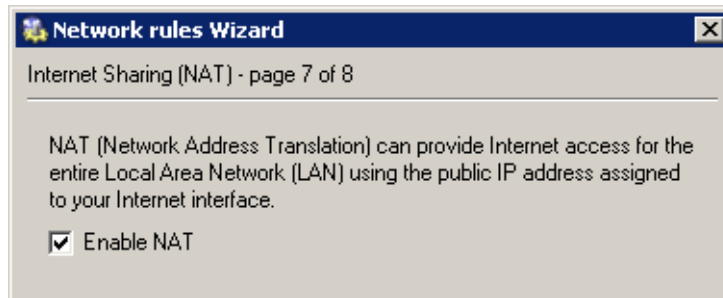 Network rules Wizard
Internet Sharing (NAT) - page 7 of 8
NAT (Network Address Translation) can provide Internet access for the
entire Local Area Network (LAN) using the public IP address assigned
to your Internet interface.
Enable NAT